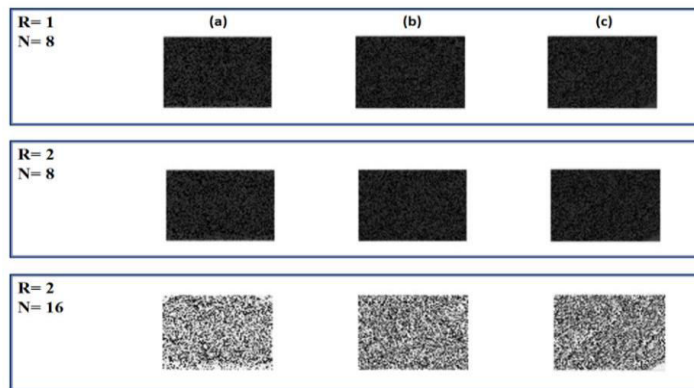 R= 1
(a) (b) (c)
N= 8
R= 2
N= 8
R= 2
N= 16